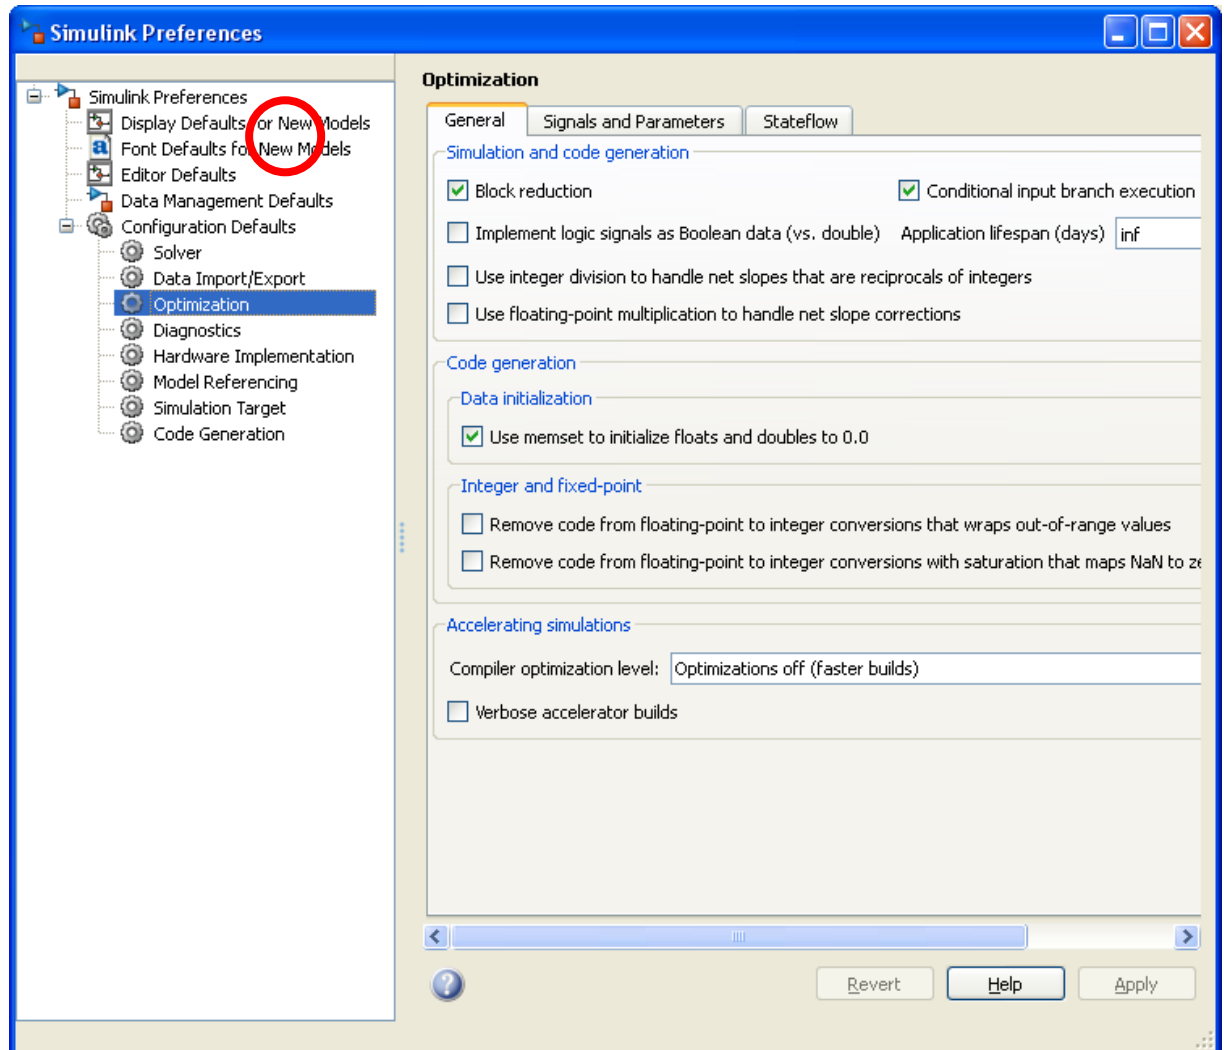 Simulink Preferences
Simulink Preferences
Display Defaults for New Models
Font Defaults for New Models
Editor Defaults
Data Management Defaults
Configuration Defaults
Solver
Data Import/Export
Optimization
Diagnostics
Hardware Implementation
Model Referencing
Simulation Target
Code Generation
Optimization
General Signals and Parameters Stateflow
Simulation and code generation
Block reduction Conditional input branch execution
Implement logic signals as Boolean data (vs. double) Application lifespan (days) inf
Use integer division to handle net slopes that are reciprocals of integers
Use floating-point multiplication to handle net slope corrections
Code generation
Data initialization
Use memset to initialize floats and doubles to 0.0
Integer and fixed-point
Remove code from floating-point to integer conversions that wraps out-of-range values
Remove code from floating-point to integer conversions with saturation that maps NaN to
Accelerating simulations
Compiler optimization level: Optimizations off (faster builds)
Verbose accelerator builds
Revert Help Apply